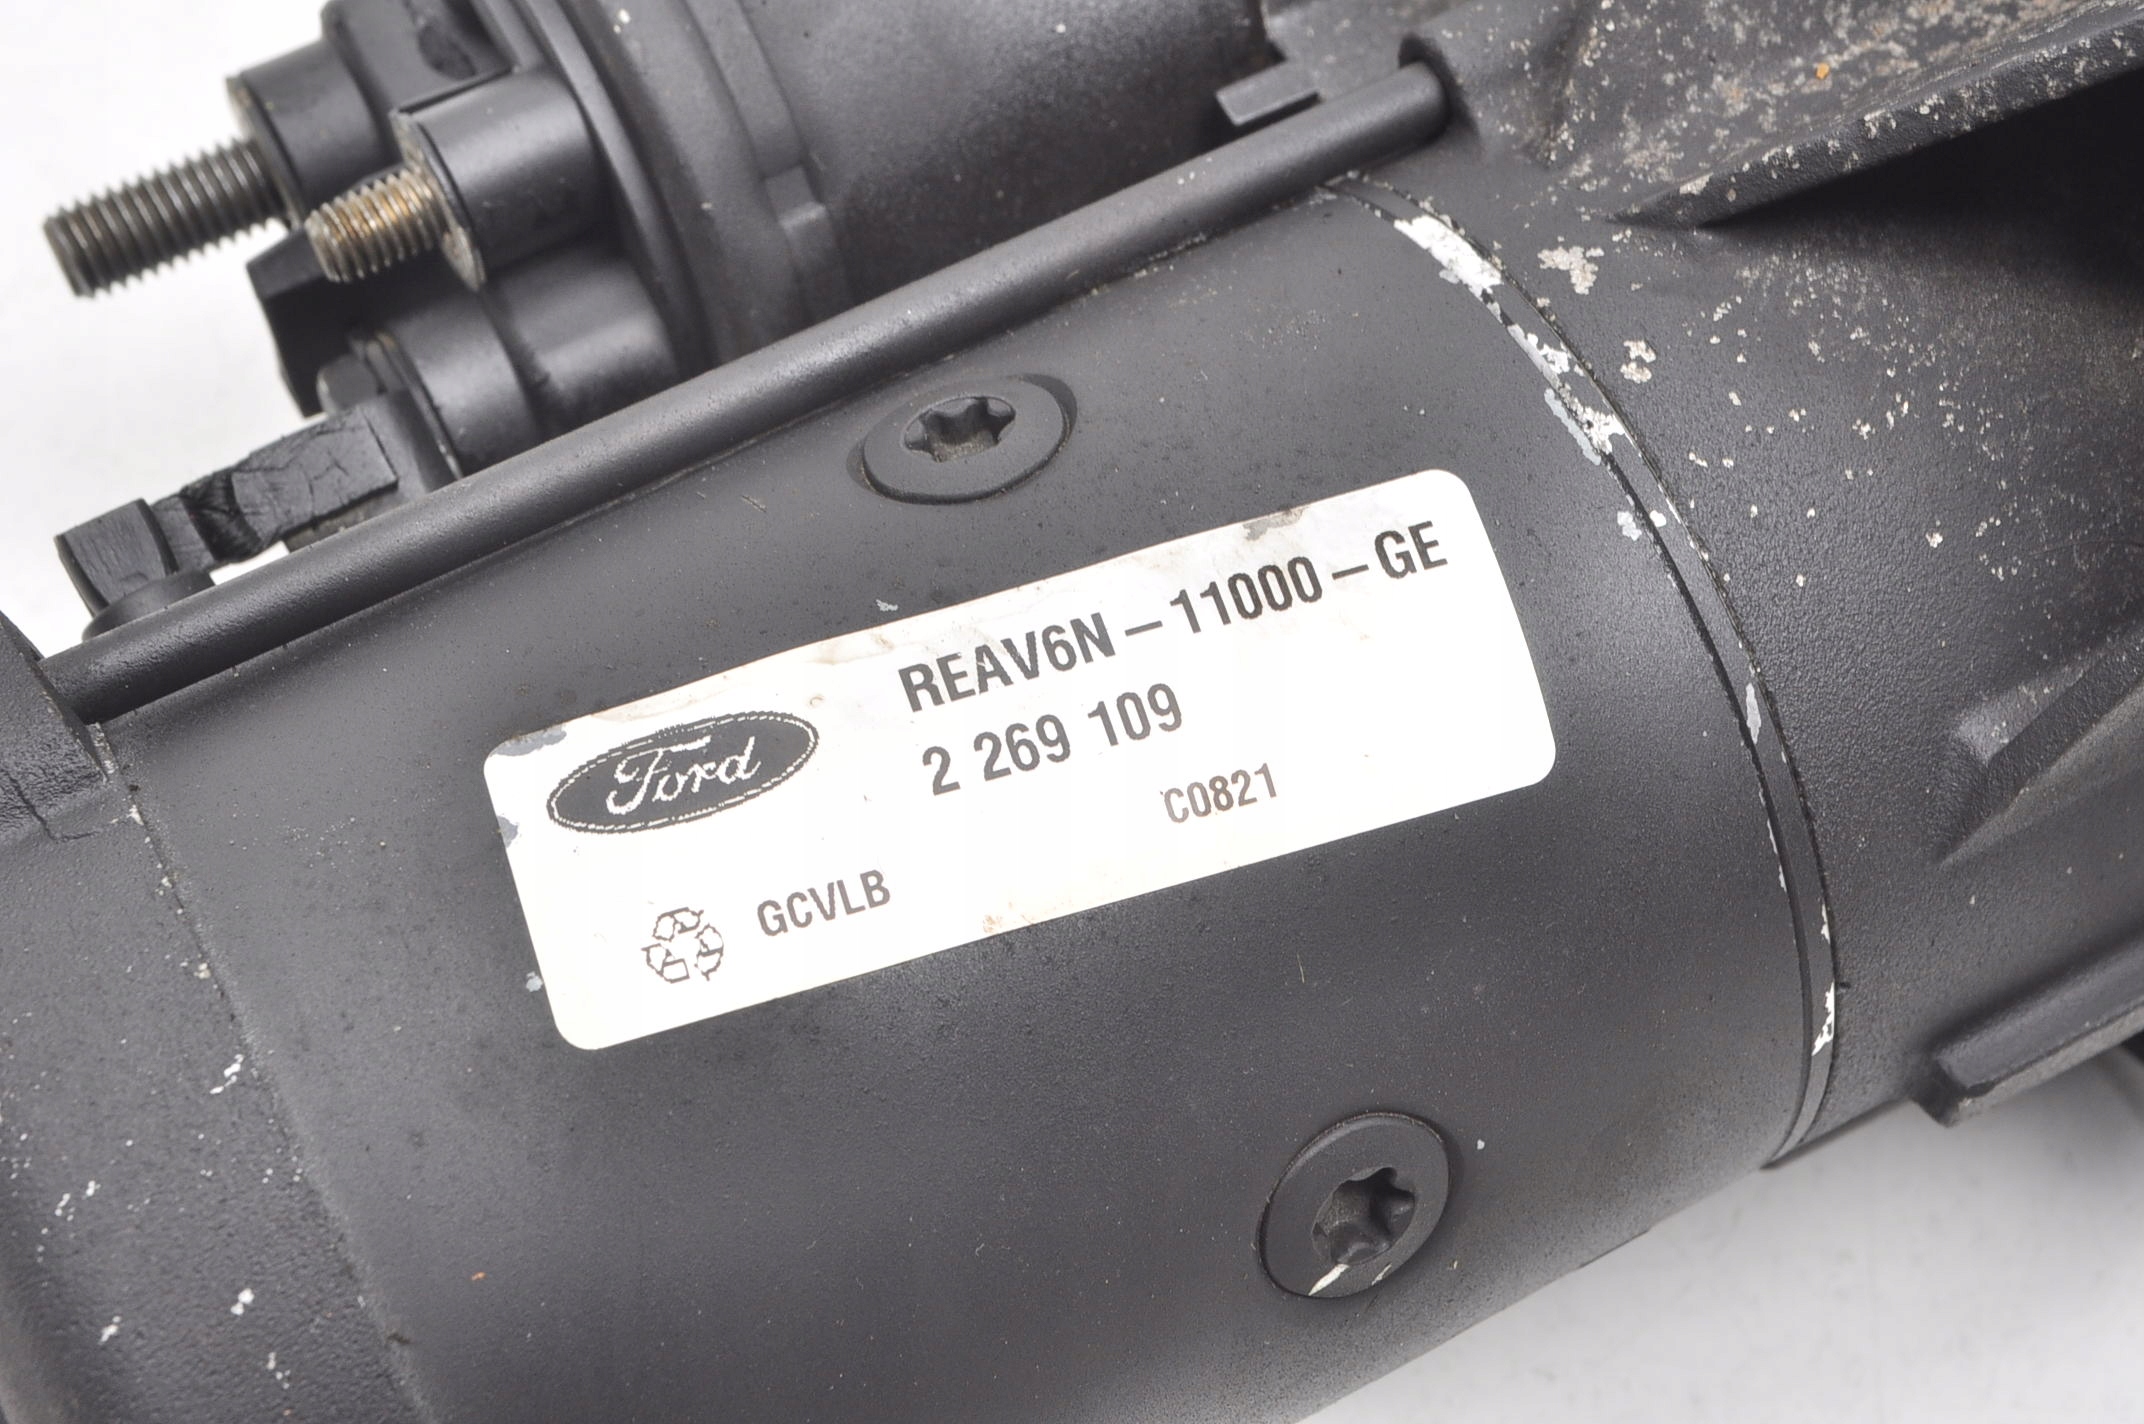 REAV6N-11000-GE
2 269 109
Ford
C0821
GCVLB